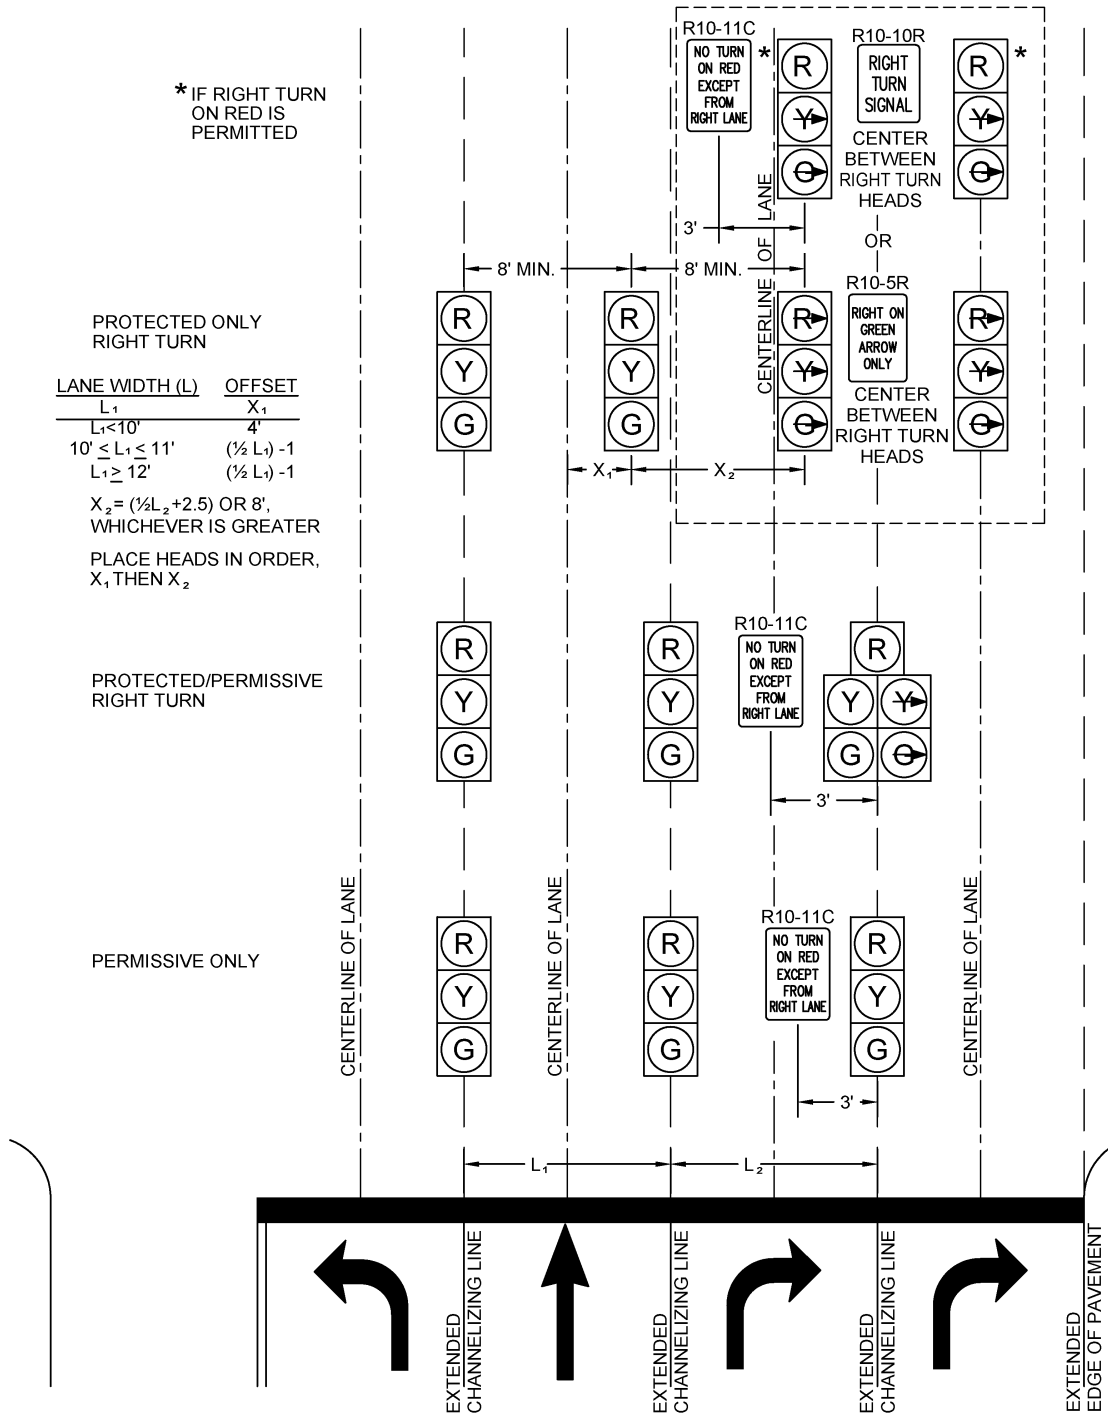 R10-11C
NO TURN
ON RED
EXCEPT
FROM
RIGHT LANE
*
R
Y
G
R10-10R
RIGHT
TURN
SIGNAL
CENTER
BETWEEN
RIGHT TURN
HEADS
R
Y
G
*
* IF RIGHT TURN
ON RED IS
PERMITTED
3'
OR
CENTERLINE OF LANE
8' MIN.
8' MIN.
PROTECTED ONLY
RIGHT TURN
R
Y
G
R
Y
G
R
Y
G
R10-5R
RIGHT ON
GREEN
ARROW
ONLY
CENTER
BETWEEN
RIGHT TURN
HEADS
R
Y
G
LANE WIDTH (L) OFFSET
L₁ X₁
L₁<10' 4'
10' ≤ L₁ ≤ 11' (½ L₁) -1
L₁ ≥ 12' (½ L₁) -1
X₁
X₂
X₂= (½L₂+2.5) OR 8',
WHICHEVER IS GREATER
PLACE HEADS IN ORDER,
X₁ THEN X₂
PROTECTED/PERMISSIVE
RIGHT TURN
R
Y
G
R
Y
G
R10-11C
NO TURN
ON RED
EXCEPT
FROM
RIGHT LANE
R
Y Y
G G
3'
PERMISSIVE ONLY
CENTERLINE OF LANE
R
Y
G
CENTERLINE OF LANE
R
Y
G
R10-11C
NO TURN
ON RED
EXCEPT
FROM
RIGHT LANE
R
Y
G
CENTERLINE OF LANE
3'
L₁
L₂
EXTENDED
CHANNELIZING LINE
EXTENDED
CHANNELIZING LINE
EXTENDED
CHANNELIZING LINE
EXTENDED
EDGE OF PAVEMENT